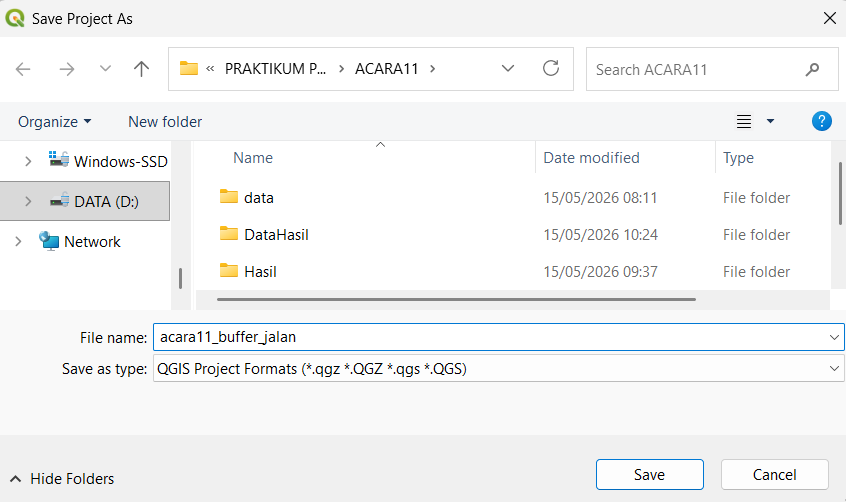 Save Project As
« PRAKTIKUM P... > ACARA11 >
Search ACARA11
Organize
New folder
?
Windows-SSD
DATA (D:)
Network
Name Date modified Type
data 15/05/2026 08:11 File folder
DataHasil 15/05/2026 10:24 File folder
Hasil 15/05/2026 09:37 File folder
File name: acara11_buffer_jalan
Save as type: QGIS Project Formats (*.qgz *.QGZ *.qgs *.QGS)
Hide Folders
Save
Cancel